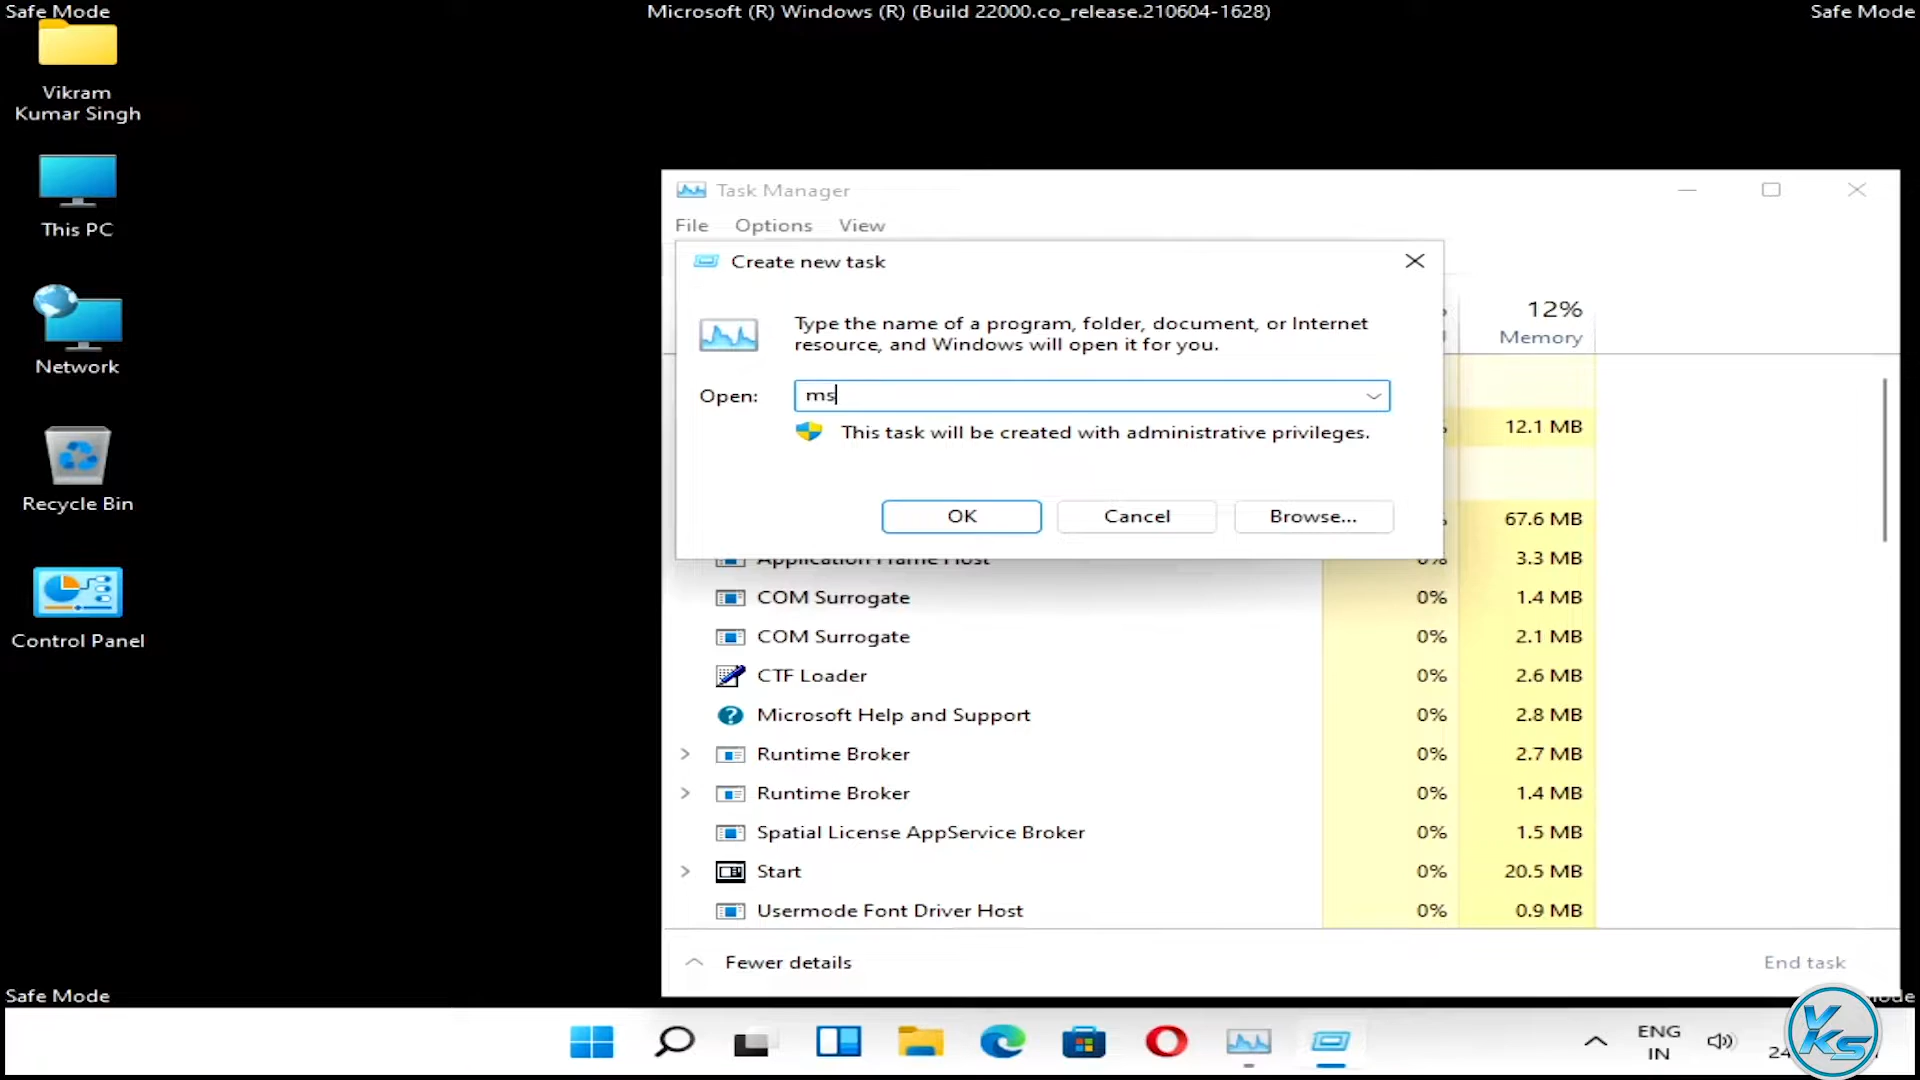 Safe Mode
Microsoft (R) Windows (R) (Build 22000.co_release.210604-1628)
Safe Mode
Vikram
Kumar Singh
This PC
Network
Recycle Bin
Control Panel
Task Manager
File Options View
Create new task
Type the name of a program, folder, document, or Internet
resource, and Windows will open it for you.
Open: ms
This task will be created with administrative privileges.
OK Cancel Browse...
12%
Memory
12.1 MB
67.6 MB
Application Frame Host 0% 3.3 MB
COM Surrogate 0% 1.4 MB
COM Surrogate 0% 2.1 MB
CTF Loader 0% 2.6 MB
Microsoft Help and Support 0% 2.8 MB
Runtime Broker 0% 2.7 MB
Runtime Broker 0% 1.4 MB
Spatial License AppService Broker 0% 1.5 MB
Start 0% 20.5 MB
Usermode Font Driver Host 0% 0.9 MB
Fewer details End task
Safe Mode
ENG
IN
24
VKS